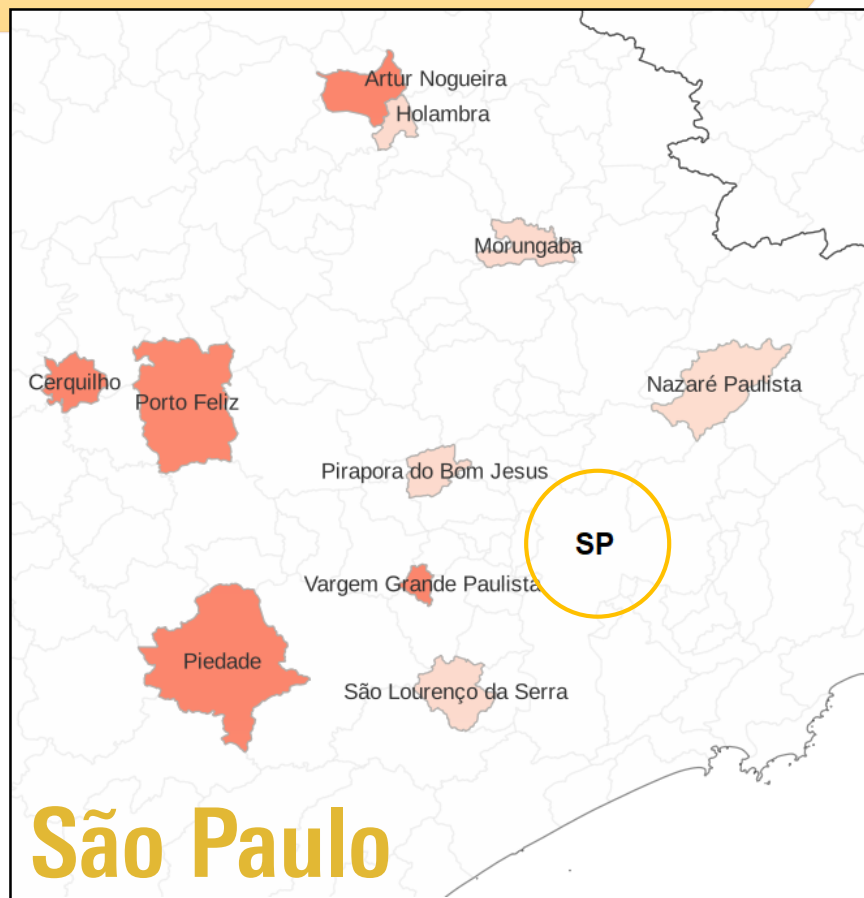 Artur Nogueira
Holambra
Morungaba
Cerquilho
Porto Feliz
Nazaré Paulista
Pirapora do Bom Jesus
SP
Vargem Grande Paulista
Piedade
São Lourenço da Serra
São Paulo